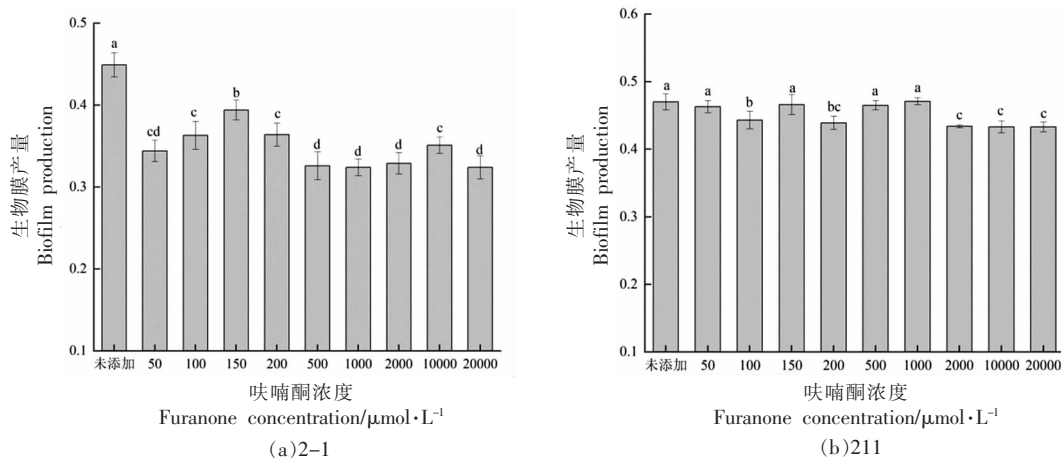 0.5
0.4
0.3
0.2
0.1
生物膜产量
Biofilm production
a
cd
c
b
c
d
d
d
c
d
未添加 50 100 150 200 500 1000 2000 10000 20000
呋喃酮浓度
Furanone concentration/μmol·L⁻¹
(a)2-1
0.6
0.5
0.4
0.3
0.2
0.1
生物膜产量
Biofilm production
a
a
b
a
bc
a
a
c
c
c
未添加 50 100 150 200 500 1000 2000 10000 20000
呋喃酮浓度
Furanone concentration/μmol·L⁻¹
(b)211